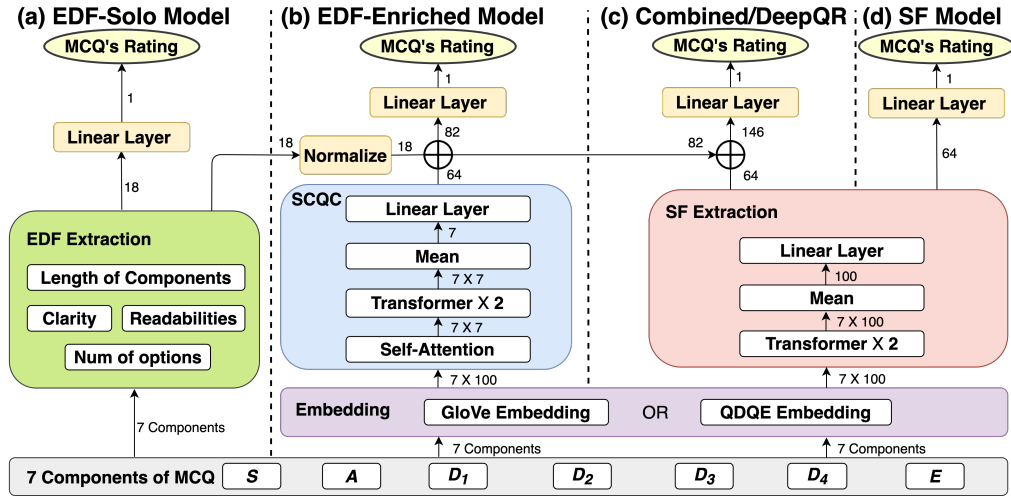 (a) EDF-Solo Model
(b) EDF-Enriched Model
(c) Combined/DeepQR
(d) SF Model
MCQ's Rating
MCQ's Rating
MCQ's Rating
MCQ's Rating
1
1
1
1
Linear Layer
Linear Layer
Linear Layer
Linear Layer
18
18
Normalize
18
82
64
82
146
64
64
EDF Extraction
Length of Components
Clarity
Readabilities
Num of options
7 Components
SCQC
Linear Layer
7
Mean
7 X 7
Transformer X 2
7 X 7
Self-Attention
7 X 100
SF Extraction
Linear Layer
100
Mean
7 X 100
Transformer X 2
7 X 100
Embedding
GloVe Embedding
OR
QDQE Embedding
7 Components
7 Components
7 Components of MCQ
S
A
D1
D2
D3
D4
E